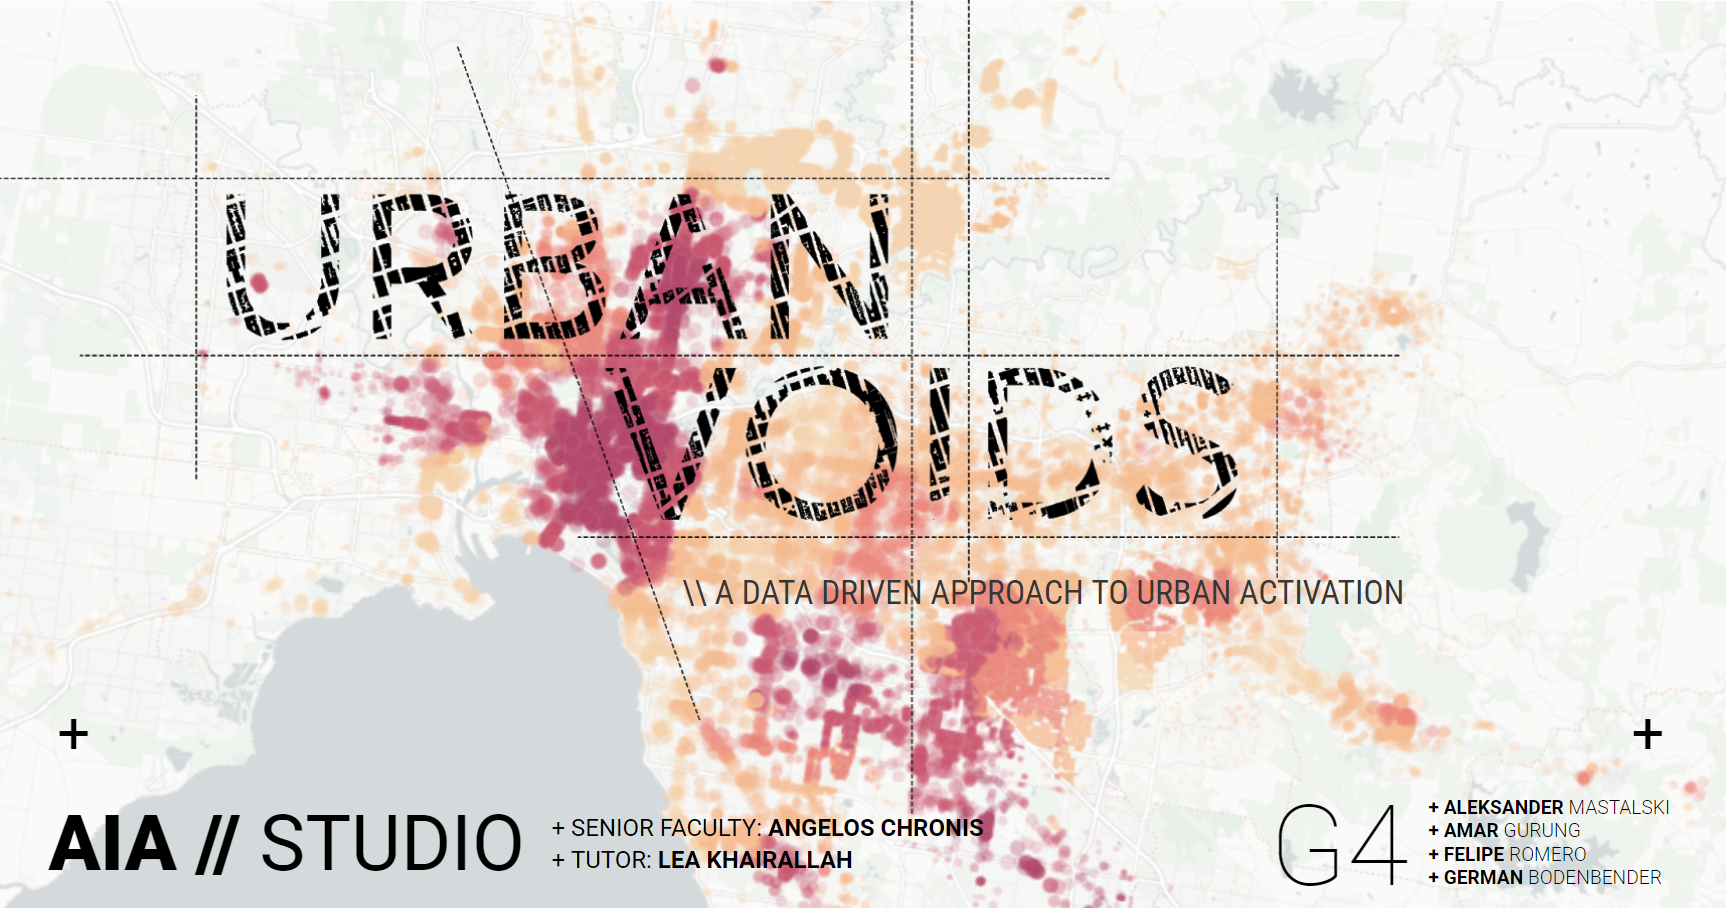 URBAN
VOIDS
\\ A DATA DRIVEN APPROACH TO URBAN ACTIVATION
+
+
AIA // STUDIO
+ SENIOR FACULTY: ANGELOS CHRONIS
+ TUTOR: LEA KHAIRALLAH
G4
+ ALEKSANDER MASTALSKI
+ AMAR GURUNG
+ FELIPE ROMERO
+ GERMAN BODENBENDER